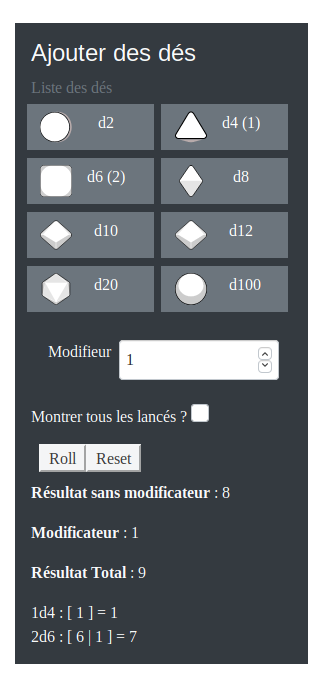 Ajouter des dés
Liste des dés
d2
d4 (1)
d6 (2)
d8
d10
d12
d20
d100
Modifieur 1
Montrer tous les lancés ?
Roll Reset
Résultat sans modificateur : 8
Modificateur : 1
Résultat Total : 9
1d4 : [ 1 ] = 1
2d6 : [ 6 | 1 ] = 7